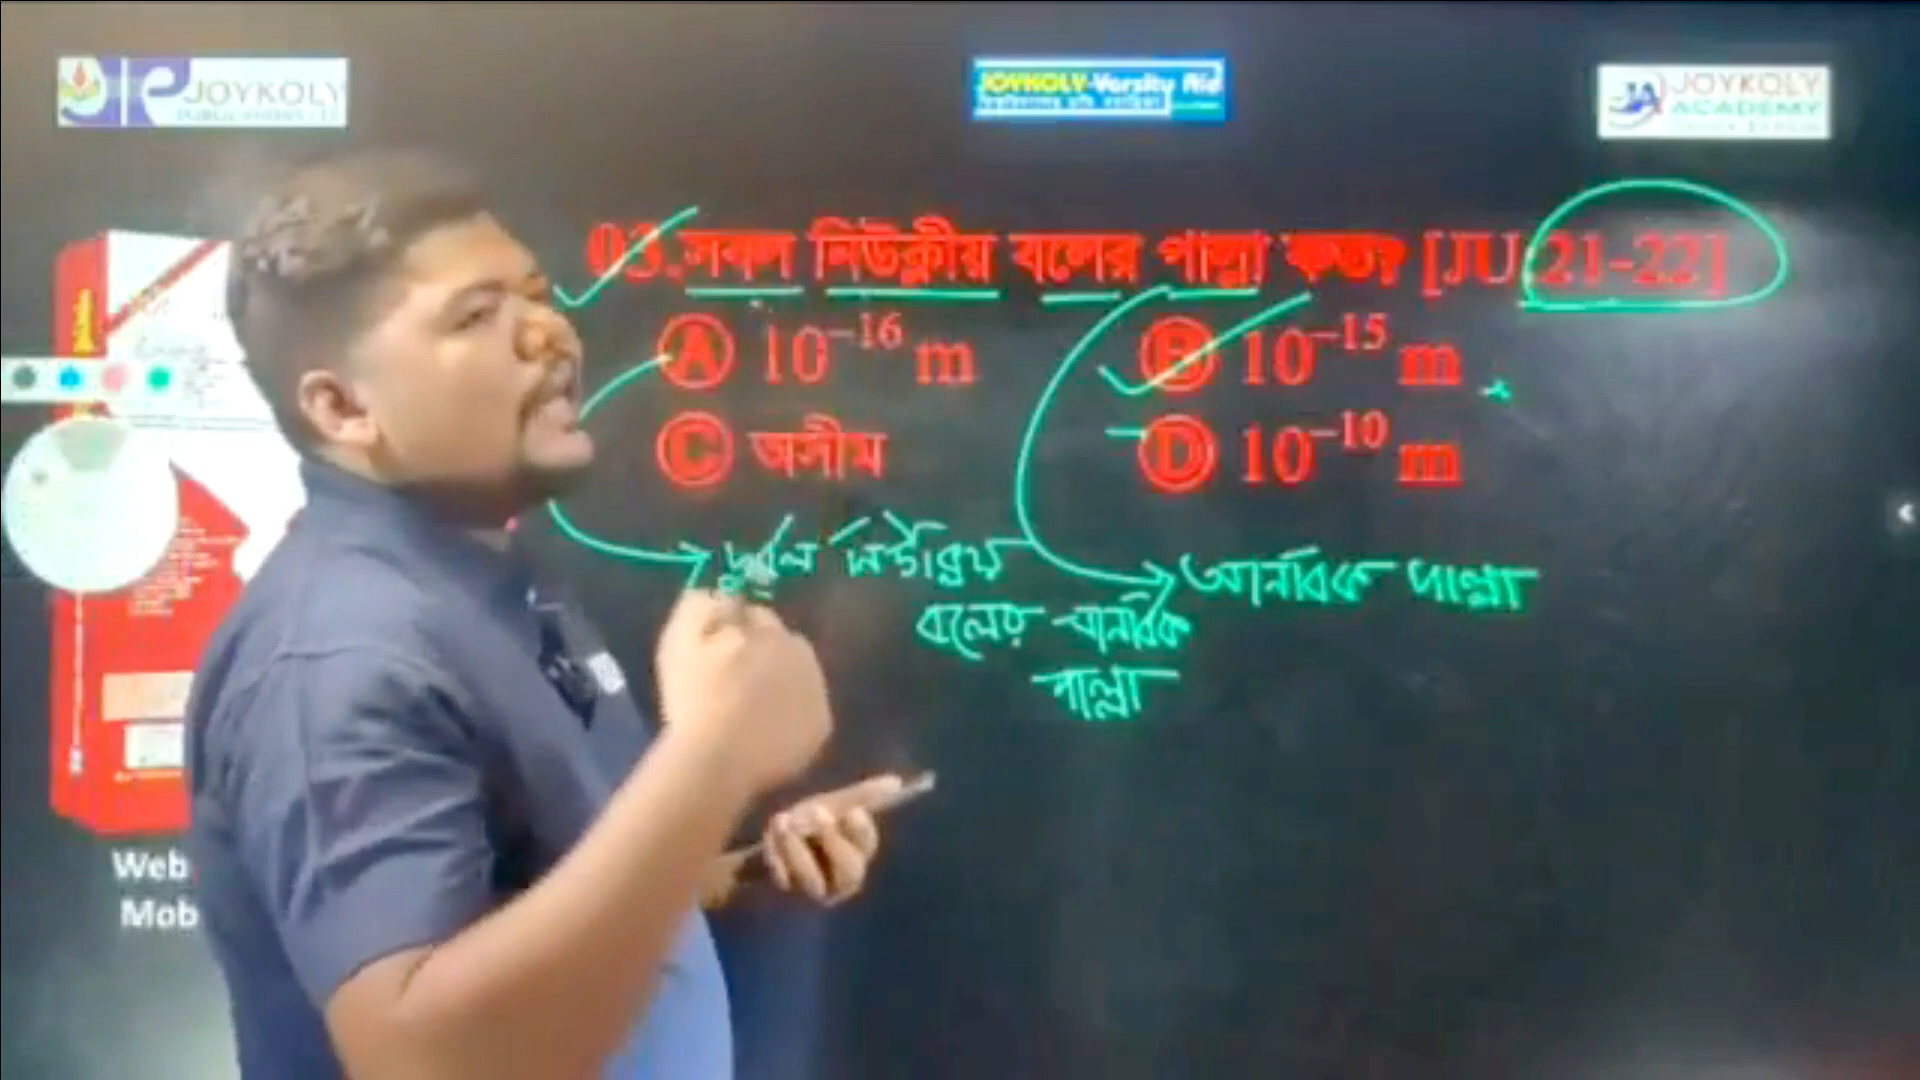 JOYKOLY
JOYKOLY-Varsity Aid
JOYKOLY
ACADEMY
03.সবল নিউক্লীয় বলের পাল্লা কত? [JU 21-22]
A 10⁻¹⁶ m B 10⁻¹⁵ m
C অসীম D 10⁻¹⁰ m
দুর্বল নিউক্লিয় আনবিক পাল্লা
বলের আনবিক
পাল্লা
Web
Mob